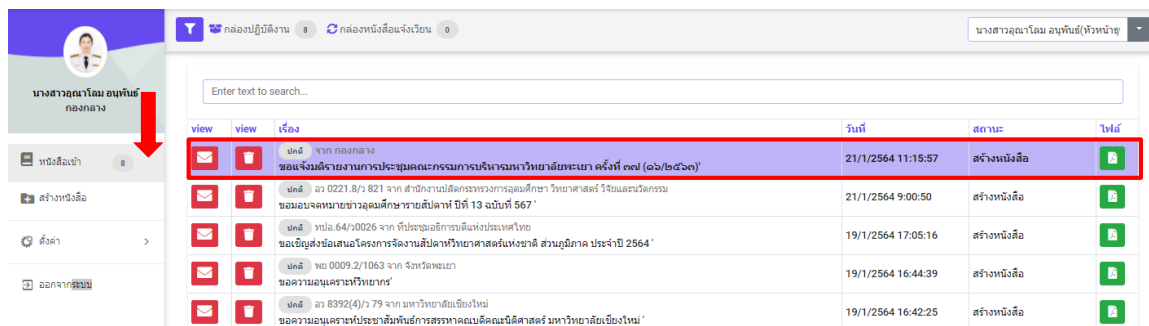 กล่องปฏิบัติงาน 8 กล่องหนังสือแจ้งเวียน 0
นางสาวอุณาโลม อนุพันธ์(หัวหน้าธุ
นางสาวอุณาโลม อนุพันธ์
กองกลาง
หนังสือเข้า 8
สร้างหนังสือ
ตั้งค่า
ออกจากระบบ
Enter text to search...
view view เรื่อง วันที่ สถานะ ไฟล์
ปกติ จาก กองกลาง
ขอแจ้งมติรายงานการประชุมคณะกรรมการบริหารมหาวิทยาลัยพะเยา ครั้งที่ ๓๗ (๑๖/๒๕๖๓)'
21/1/2564 11:15:57 สร้างหนังสือ
ปกติ อว 0221.8/ว 821 จาก สำนักงานปลัดกระทรวงการอุดมศึกษา วิทยาศาสตร์ วิจัยและนวัตกรรม
ขอมอบจดหมายข่าวอุดมศึกษารายสัปดาห์ ปีที่ 13 ฉบับที่ 567 '
21/1/2564 9:00:50 สร้างหนังสือ
ปกติ ทปอ.64/ว0026 จาก ที่ประชุมอธิการบดีแห่งประเทศไทย
ขอเชิญส่งข้อเสนอโครงการจัดงานสัปดาห์วิทยาศาสตร์แห่งชาติ ส่วนภูมิภาค ประจำปี 2564 '
19/1/2564 17:05:16 สร้างหนังสือ
ปกติ พย 0009.2/1063 จาก จังหวัดพะเยา
ขอความอนุเคราะห์วิทยากร'
19/1/2564 16:44:39 สร้างหนังสือ
ปกติ อว 8392(4)/ว 79 จาก มหาวิทยาลัยเชียงใหม่
ขอความอนุเคราะห์ประชาสัมพันธ์การสรรหาคณบดีคณะนิติศาสตร์ มหาวิทยาลัยเชียงใหม่ '
19/1/2564 16:42:25 สร้างหนังสือ